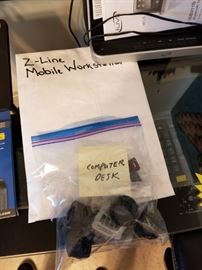 Z-Line
Mobile Workstation
COMPUTER
DESK